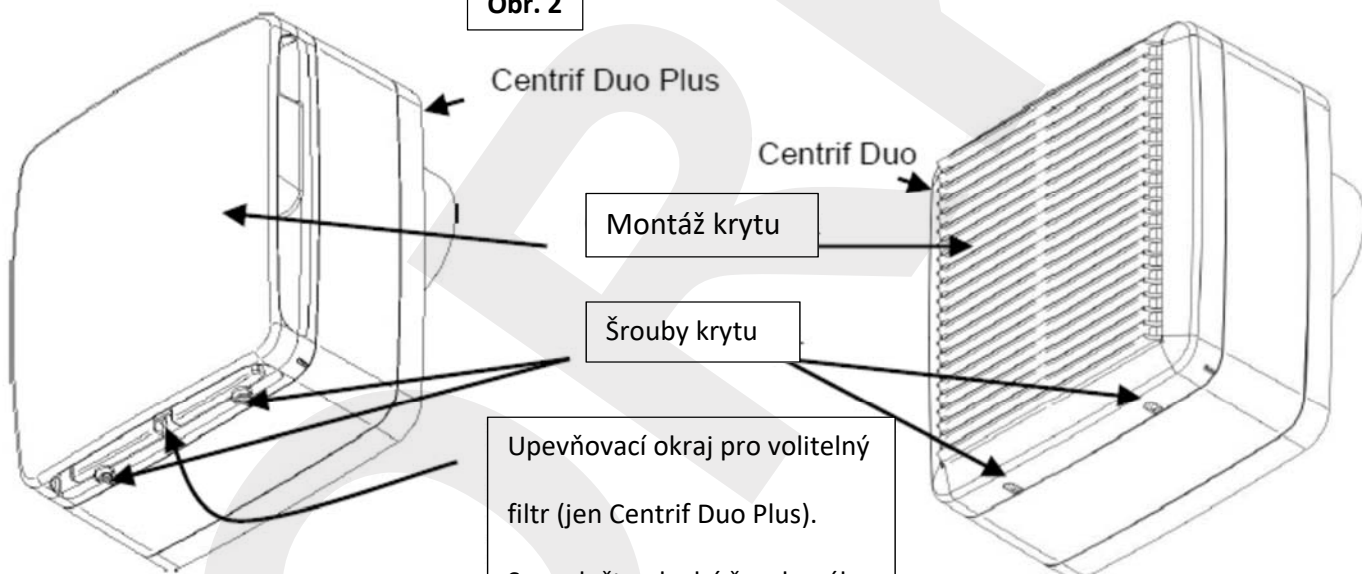 Obr. 2
Centrif Duo Plus
Centrif Duo
Montáž krytu
Šrouby krytu
Upevňovací okraj pro volitelný
filtr (jen Centrif Duo Plus).